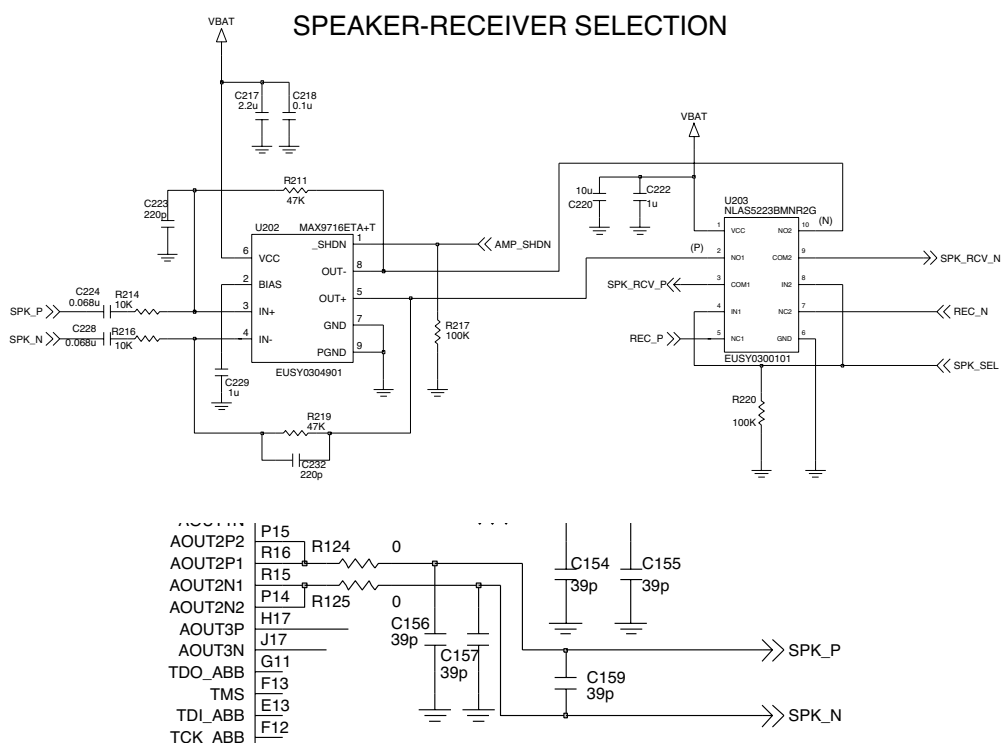 SPEAKER-RECEIVER SELECTION
VBAT
C217
2.2u
C218
0.1u
VBAT
R211
47K
C223
220p
10u
C220
C222
1u
U203
NLAS5223BMNR2G
U202
MAX9716ETA+T
1
_SHDN
AMP_SHDN
6
VCC
8
OUT-
2
BIAS
5
OUT+
3
IN+
7
GND
4
IN-
9
PGND
EUSY0304901
C224
0.068u
R214
10K
SPK_P
C228
0.068u
R216
10K
SPK_N
C229
1u
R217
100K
R219
47K
C232
220p
(N)
(P)
1
VCC
NO2
10
2
NO1
COM2
9
SPK_RCV_N
SPK_RCV_P
3
COM1
IN2
8
4
IN1
NC2
7
REC_N
REC_P
5
NC1
GND
6
EUSY0300101
SPK_SEL
R220
100K
P15
AOUT2P2
R16
R124
0
AOUT2P1
R15
AOUT2N1
P14
R125
0
AOUT2N2
H17
AOUT3P
J17
AOUT3N
G11
TDO_ABB
F13
TMS
E13
TDI_ABB
F12
TCK_ABB
C154
39p
C155
39p
C156
39p
C157
39p
C159
39p
SPK_P
SPK_N